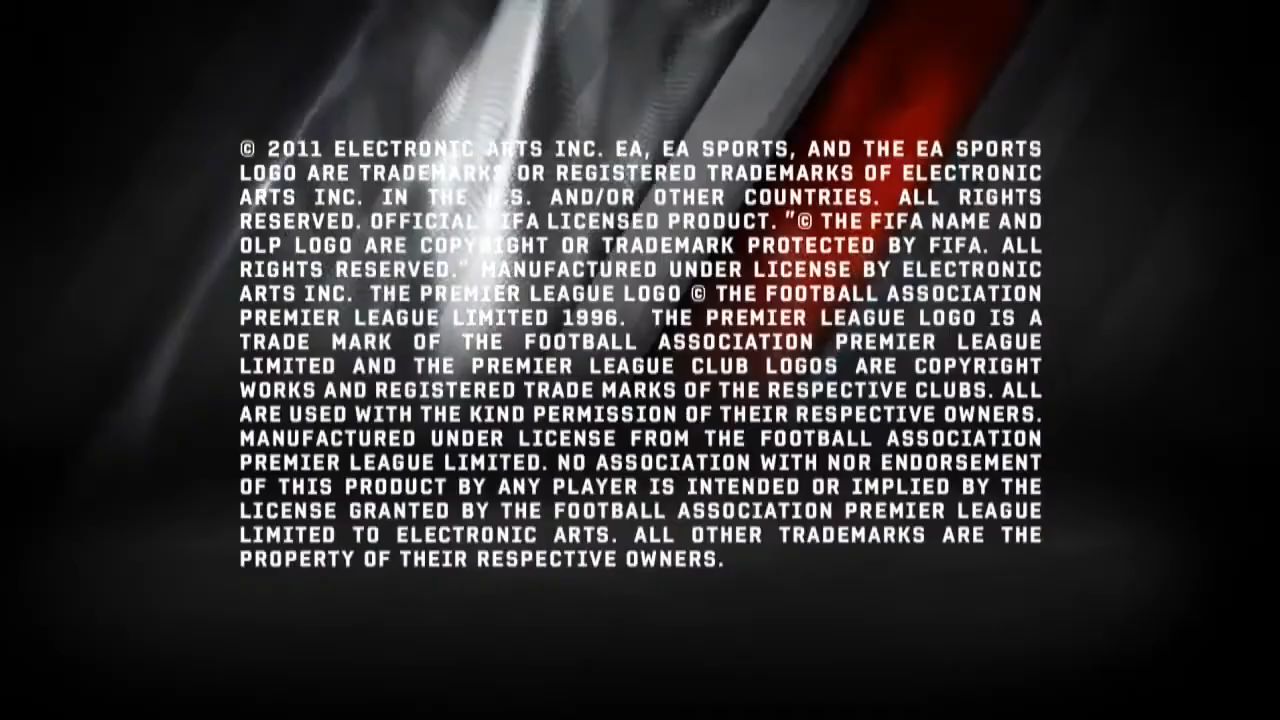 © 2011 ELECTRONIC ARTS INC. EA, EA SPORTS, AND THE EA SPORTS
LOGO ARE TRADEMARKS OR REGISTERED TRADEMARKS OF ELECTRONIC
ARTS INC. IN THE U.S. AND/OR OTHER COUNTRIES. ALL RIGHTS
RESERVED. OFFICIAL FIFA LICENSED PRODUCT. "© THE FIFA NAME AND
OLP LOGO ARE COPYRIGHT OR TRADEMARK PROTECTED BY FIFA. ALL
RIGHTS RESERVED." MANUFACTURED UNDER LICENSE BY ELECTRONIC
ARTS INC. THE PREMIER LEAGUE LOGO © THE FOOTBALL ASSOCIATION
PREMIER LEAGUE LIMITED 1996. THE PREMIER LEAGUE LOGO IS A
TRADE MARK OF THE FOOTBALL ASSOCIATION PREMIER LEAGUE
LIMITED AND THE PREMIER LEAGUE CLUB LOGOS ARE COPYRIGHT
WORKS AND REGISTERED TRADE MARKS OF THE RESPECTIVE CLUBS. ALL
ARE USED WITH THE KIND PERMISSION OF THEIR RESPECTIVE OWNERS.
MANUFACTURED UNDER LICENSE FROM THE FOOTBALL ASSOCIATION
PREMIER LEAGUE LIMITED. NO ASSOCIATION WITH NOR ENDORSEMENT
OF THIS PRODUCT BY ANY PLAYER IS INTENDED OR IMPLIED BY THE
LICENSE GRANTED BY THE FOOTBALL ASSOCIATION PREMIER LEAGUE
LIMITED TO ELECTRONIC ARTS. ALL OTHER TRADEMARKS ARE THE
PROPERTY OF THEIR RESPECTIVE OWNERS.